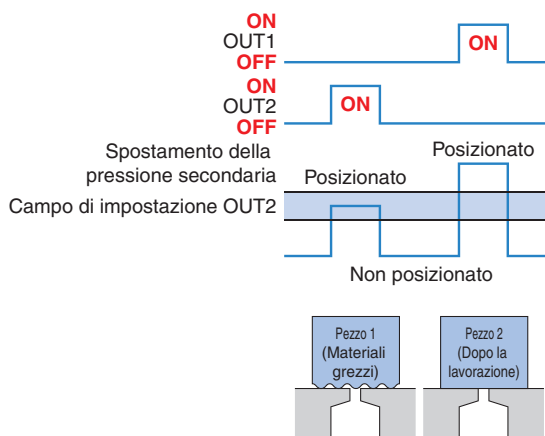 ON
OUT1
OFF
ON
ON
OUT2
OFF
ON
Spostamento della
pressione secondaria
Posizionato
Posizionato
Campo di impostazione OUT2
Non posizionato
Pezzo 1
(Materiali
grezzi)
Pezzo 2
(Dopo la
lavorazione)